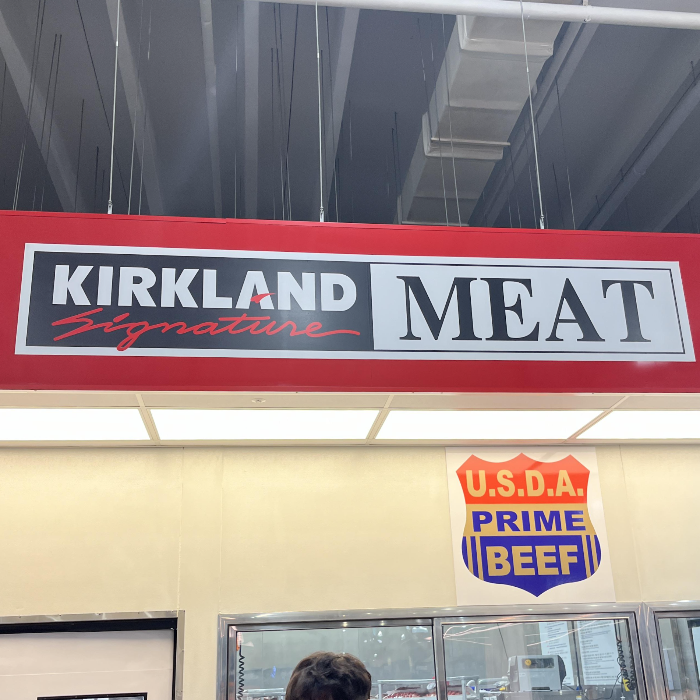 KIRKLAND
Signature
MEAT
U.S.D.A.
PRIME
BEEF